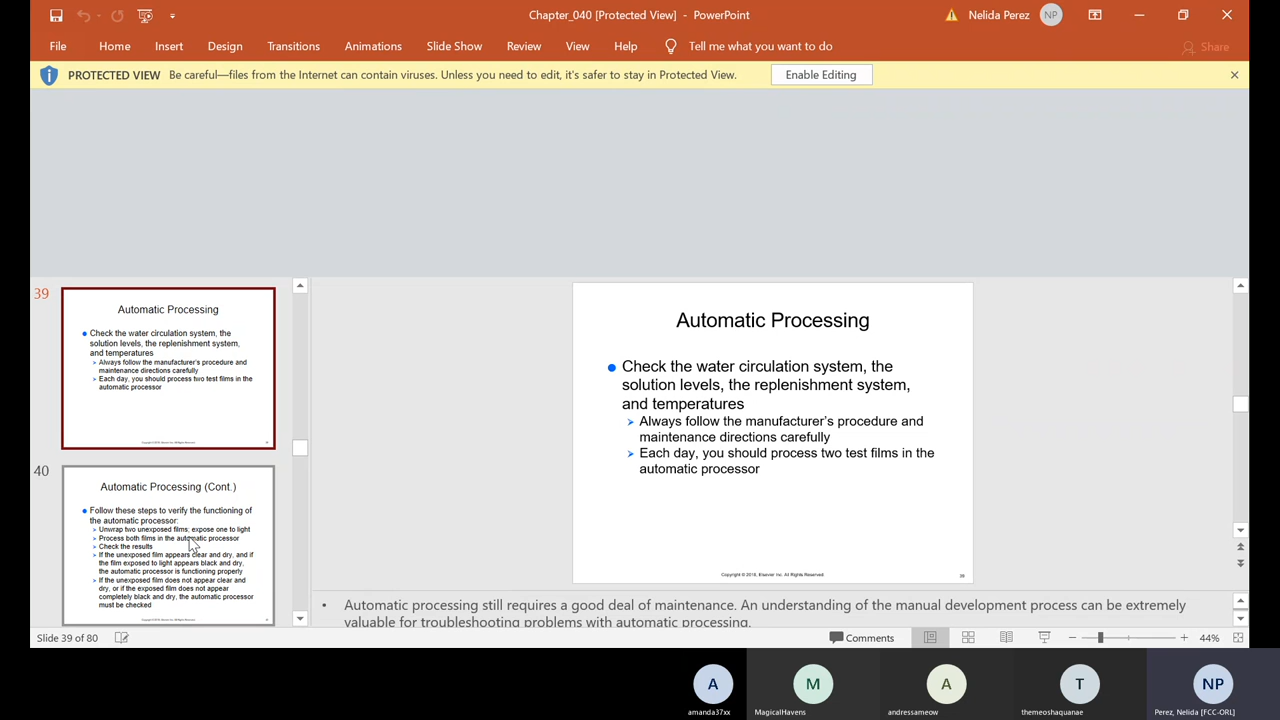 Chapter_040 [Protected View] - PowerPoint
Nelida Perez
NP
File Home Insert Design Transitions Animations Slide Show Review View Help Tell me what you want to do
Share
PROTECTED VIEW Be careful—files from the Internet can contain viruses. Unless you need to edit, it's safer to stay in Protected View.
Enable Editing
39
Automatic Processing
Check the water circulation system, the
solution levels, the replenishment system,
and temperatures
Always follow the manufacturer's procedure and
maintenance directions carefully
Each day, you should process two test films in the
automatic processor
40
Automatic Processing (Cont.)
Follow these steps to verify the functioning of
the automatic processor:
Unwrap two unexposed films, expose one to light
Process both films in the automatic processor
Check the results
If the unexposed film appears clear and dry, and if
the film exposed to light appears black and dry,
the automatic processor is functioning properly
If the unexposed film does not appear clear and
dry, or if the exposed film does not appear
completely black and dry, the automatic processor
must be checked
Automatic Processing
Check the water circulation system, the
solution levels, the replenishment system,
and temperatures
Always follow the manufacturer's procedure and
maintenance directions carefully
Each day, you should process two test films in the
automatic processor
39
• Automatic processing still requires a good deal of maintenance. An understanding of the manual development process can be extremely
valuable for troubleshooting problems with automatic processing.
Slide 39 of 80
Comments
44%
A
amanda37xx
M
MagicalHavens
A
andressameow
T
themeoshaquanae
NP
Perez, Nelida [FCC-ORL]